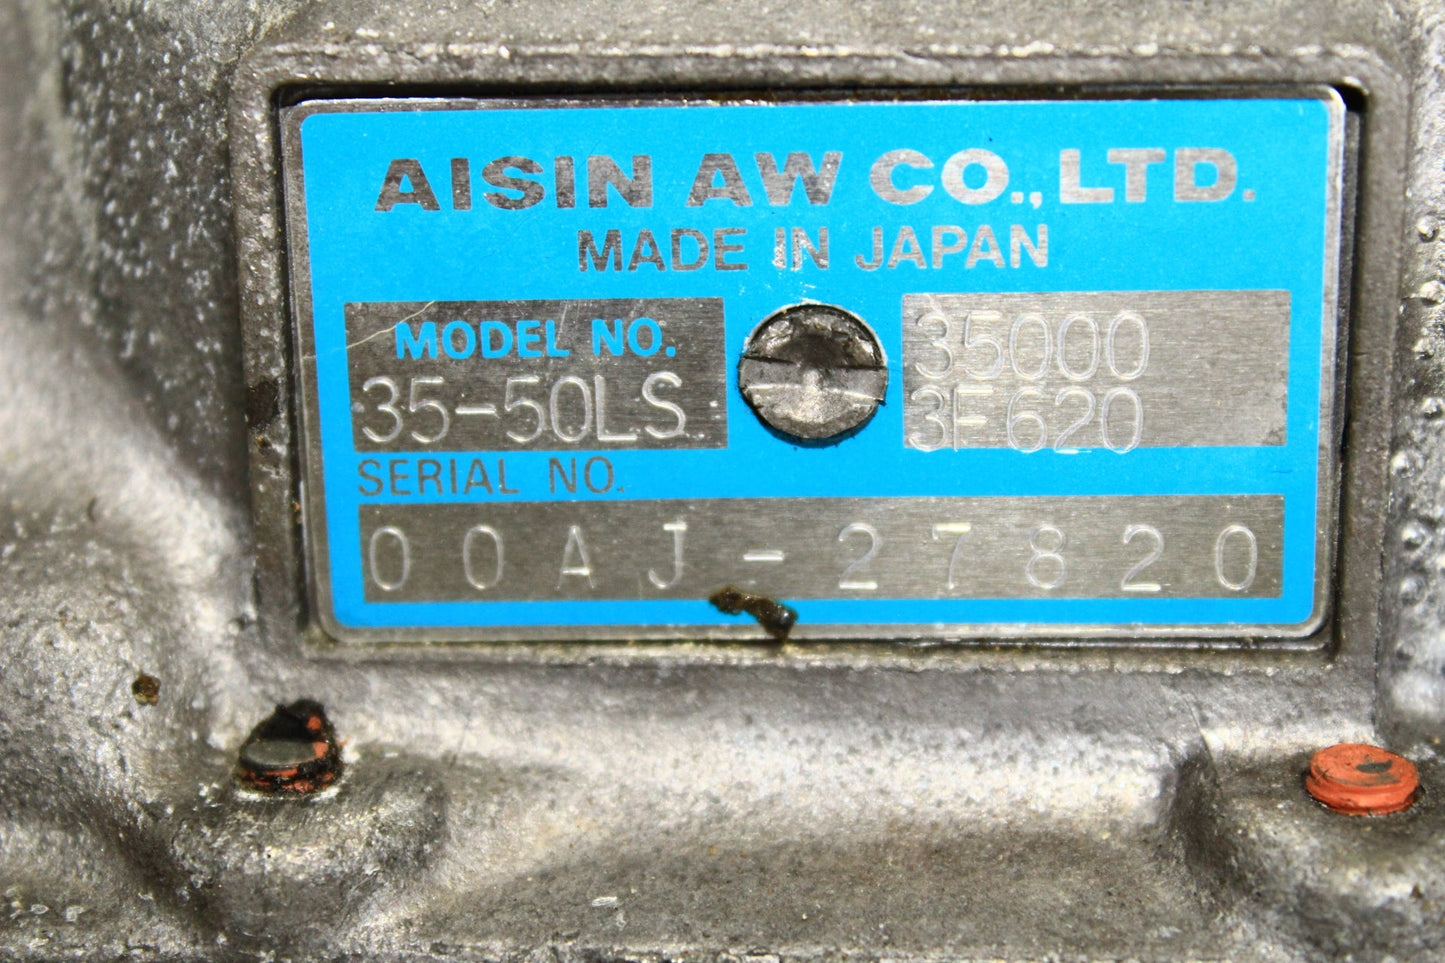 AISIN AW CO., LTD.
MADE IN JAPAN
MODEL NO.
35-50LS
35000
3F620
SERIAL NO.
00AJ-27820